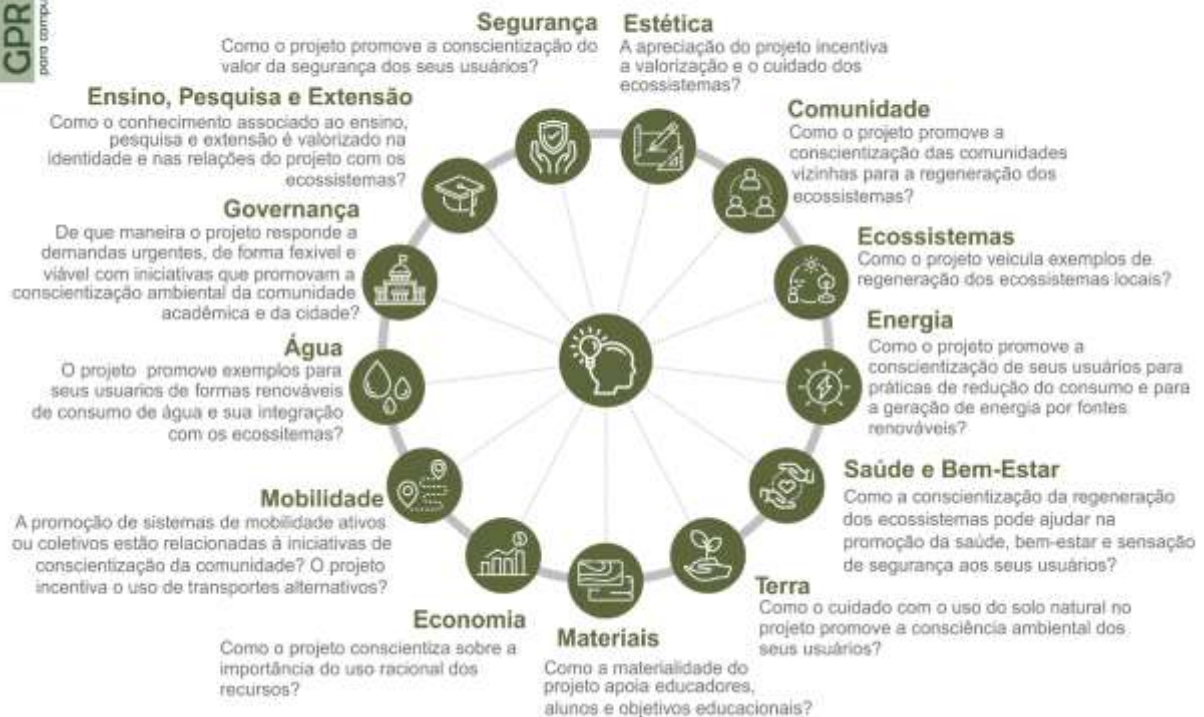 GPR
para compu
Segurança
Como o projeto promove a conscientização do
valor da segurança dos seus usuários?
Estética
A apreciação do projeto incentiva
a valorização e o cuidado dos
ecossistemas?
Comunidade
Como o projeto promove a
conscientização das comunidades
vizinhas para a regeneração dos
ecossistemas?
Ecossistemas
Como o projeto veicula exemplos de
regeneração dos ecossistemas locais?
Energia
Como o projeto promove a
conscientização de seus usuários para
práticas de redução do consumo e para
a geração de energia por fontes
renováveis?
Saúde e Bem-Estar
Como a conscientização da regeneração
dos ecossistemas pode ajudar na
promoção da saúde, bem-estar e sensação
de segurança aos seus usuários?
Terra
Como o cuidado com o uso do solo natural no
projeto promove a consciência ambiental dos
seus usuários?
Materiais
Como a materialidade do
projeto apoia educadores,
alunos e objetivos educacionais?
Economia
Como o projeto conscientiza sobre a
importância do uso racional dos
recursos?
Mobilidade
A promoção de sistemas de mobilidade ativos
ou coletivos estão relacionadas à iniciativas de
conscientização da comunidade? O projeto
incentiva o uso de transportes alternativos?
Água
O projeto promove exemplos para
seus usuarios de formas renováveis
de consumo de água e sua integração
com os ecossitemas?
Governança
De que maneira o projeto responde a
demandas urgentes, de forma fexivel e
viável com iniciativas que promovam a
conscientização ambiental da comunidade
acadêmica e da cidade?
Ensino, Pesquisa e Extensão
Como o conhecimento associado ao ensino,
pesquisa e extensão é valorizado na
identidade e nas relações do projeto com os
ecossistemas?